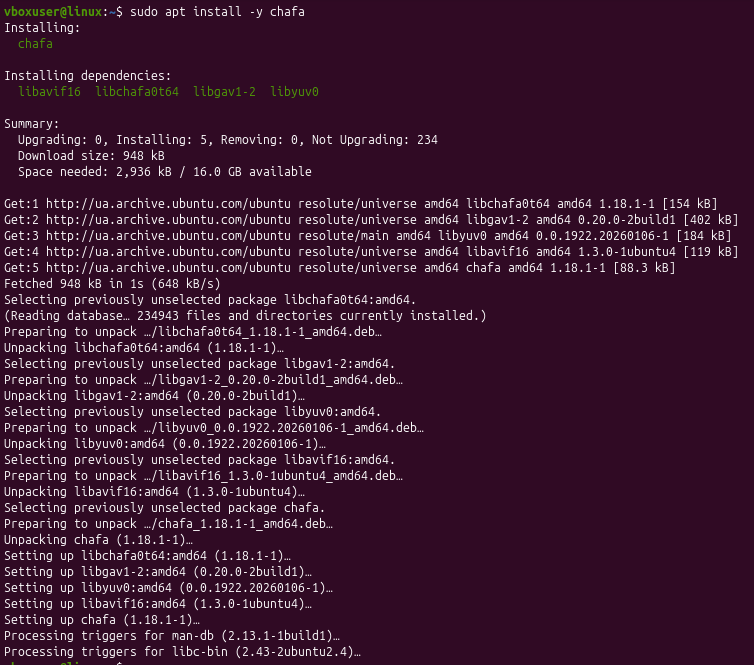 vboxuser@linux:~$ sudo apt install -y chafa
Installing:
  chafa

Installing dependencies:
  libavif16  libchafa0t64  libgav1-2  libyuv0

Summary:
  Upgrading: 0, Installing: 5, Removing: 0, Not Upgrading: 234
  Download size: 948 kB
  Space needed: 2,936 kB / 16.0 GB available

Get:1 http://ua.archive.ubuntu.com/ubuntu resolute/universe amd64 libchafa0t64 amd64 1.18.1-1 [154 kB]
Get:2 http://ua.archive.ubuntu.com/ubuntu resolute/universe amd64 libgav1-2 amd64 0.20.0-2build1 [402 kB]
Get:3 http://ua.archive.ubuntu.com/ubuntu resolute/main amd64 libyuv0 amd64 0.0.1922.20260106-1 [184 kB]
Get:4 http://ua.archive.ubuntu.com/ubuntu resolute/universe amd64 libavif16 amd64 1.3.0-1ubuntu4 [119 kB]
Get:5 http://ua.archive.ubuntu.com/ubuntu resolute/universe amd64 chafa amd64 1.18.1-1 [88.3 kB]
Fetched 948 kB in 1s (648 kB/s)
Selecting previously unselected package libchafa0t64:amd64.
(Reading database… 234943 files and directories currently installed.)
Preparing to unpack …/libchafa0t64_1.18.1-1_amd64.deb…
Unpacking libchafa0t64:amd64 (1.18.1-1)…
Selecting previously unselected package libgav1-2:amd64.
Preparing to unpack …/libgav1-2_0.20.0-2build1_amd64.deb…
Unpacking libgav1-2:amd64 (0.20.0-2build1)…
Selecting previously unselected package libyuv0:amd64.
Preparing to unpack …/libyuv0_0.0.1922.20260106-1_amd64.deb…
Unpacking libyuv0:amd64 (0.0.1922.20260106-1)…
Selecting previously unselected package libavif16:amd64.
Preparing to unpack …/libavif16_1.3.0-1ubuntu4_amd64.deb…
Unpacking libavif16:amd64 (1.3.0-1ubuntu4)…
Selecting previously unselected package chafa.
Preparing to unpack …/chafa_1.18.1-1_amd64.deb…
Unpacking chafa (1.18.1-1)…
Setting up libchafa0t64:amd64 (1.18.1-1)…
Setting up libgav1-2:amd64 (0.20.0-2build1)…
Setting up libyuv0:amd64 (0.0.1922.20260106-1)…
Setting up libavif16:amd64 (1.3.0-1ubuntu4)…
Setting up chafa (1.18.1-1)…
Processing triggers for man-db (2.13.1-1build1)…
Processing triggers for libc-bin (2.43-2ubuntu2.4)…